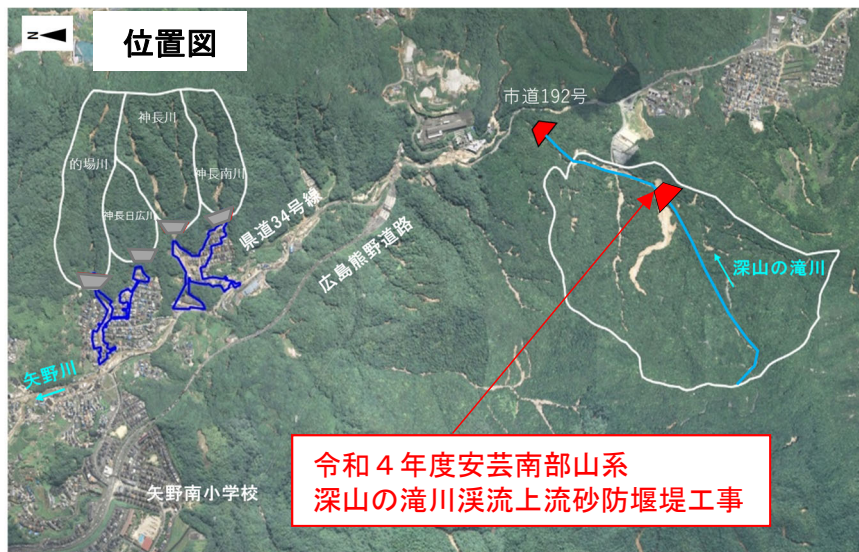 N
位置図
市道192号
神長川
的場川
神長南川
神長日広川
県道34号線
広島熊野道路
深山の滝川
矢野川
矢野南小学校
令和４年度安芸南部山系
深山の滝川渓流上流砂防堰堤工事